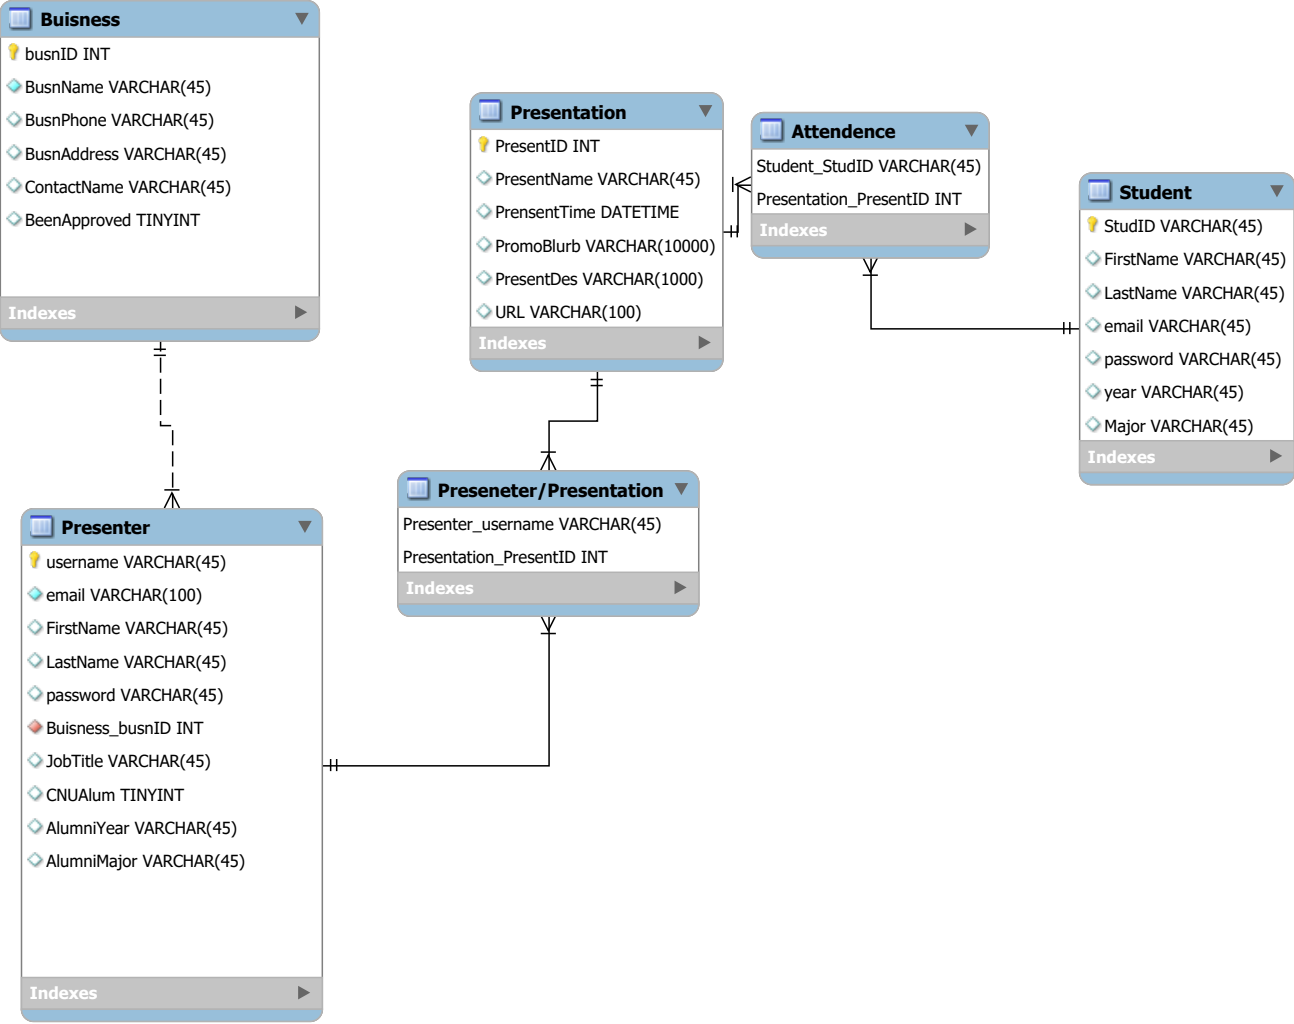 Buisness
busnID INT
BusnName VARCHAR(45)
BusnPhone VARCHAR(45)
BusnAddress VARCHAR(45)
ContactName VARCHAR(45)
BeenApproved TINYINT
Indexes
Presentation
PresentID INT
PresentName VARCHAR(45)
PrensentTime DATETIME
PromoBlurb VARCHAR(10000)
PresentDes VARCHAR(1000)
URL VARCHAR(100)
Indexes
Attendence
Student_StudID VARCHAR(45)
Presentation_PresentID INT
Indexes
Student
StudID VARCHAR(45)
FirstName VARCHAR(45)
LastName VARCHAR(45)
email VARCHAR(45)
password VARCHAR(45)
year VARCHAR(45)
Major VARCHAR(45)
Indexes
Preseneter/Presentation
Presenter_username VARCHAR(45)
Presentation_PresentID INT
Indexes
Presenter
username VARCHAR(45)
email VARCHAR(100)
FirstName VARCHAR(45)
LastName VARCHAR(45)
password VARCHAR(45)
Buisness_busnID INT
JobTitle VARCHAR(45)
CNUAlum TINYINT
AlumniYear VARCHAR(45)
AlumniMajor VARCHAR(45)
Indexes